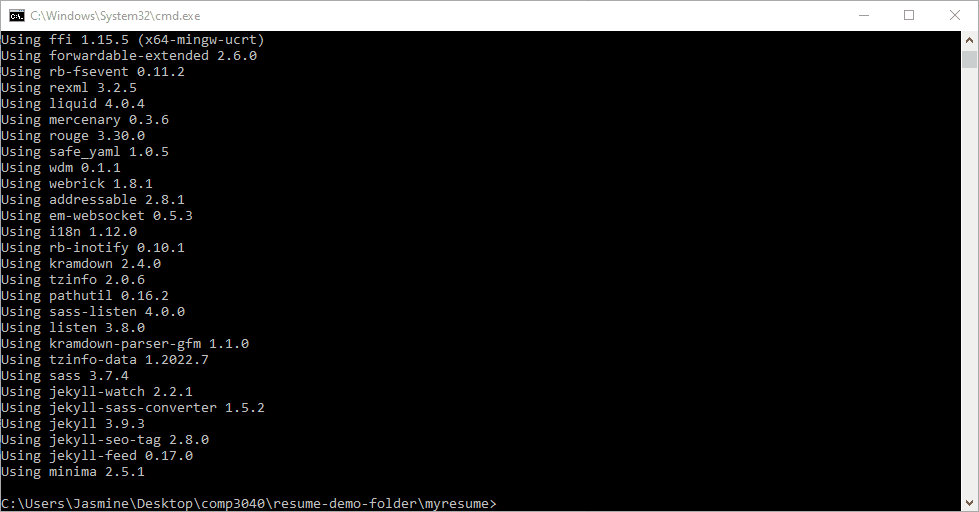 C:\Windows\System32\cmd.exe
Using ffi 1.15.5 (x64-mingw-ucrt)
Using forwardable-extended 2.6.0
Using rb-fsevent 0.11.2
Using rexml 3.2.5
Using liquid 4.0.4
Using mercenary 0.3.6
Using rouge 3.30.0
Using safe_yaml 1.0.5
Using wdm 0.1.1
Using webrick 1.8.1
Using addressable 2.8.1
Using em-websocket 0.5.3
Using i18n 1.12.0
Using rb-inotify 0.10.1
Using kramdown 2.4.0
Using tzinfo 2.0.6
Using pathutil 0.16.2
Using sass-listen 4.0.0
Using listen 3.8.0
Using kramdown-parser-gfm 1.1.0
Using tzinfo-data 1.2022.7
Using sass 3.7.4
Using jekyll-watch 2.2.1
Using jekyll-sass-converter 1.5.2
Using jekyll 3.9.3
Using jekyll-seo-tag 2.8.0
Using jekyll-feed 0.17.0
Using minima 2.5.1
C:\Users\Jasmine\Desktop\comp3040\resume-demo-folder\myresume>